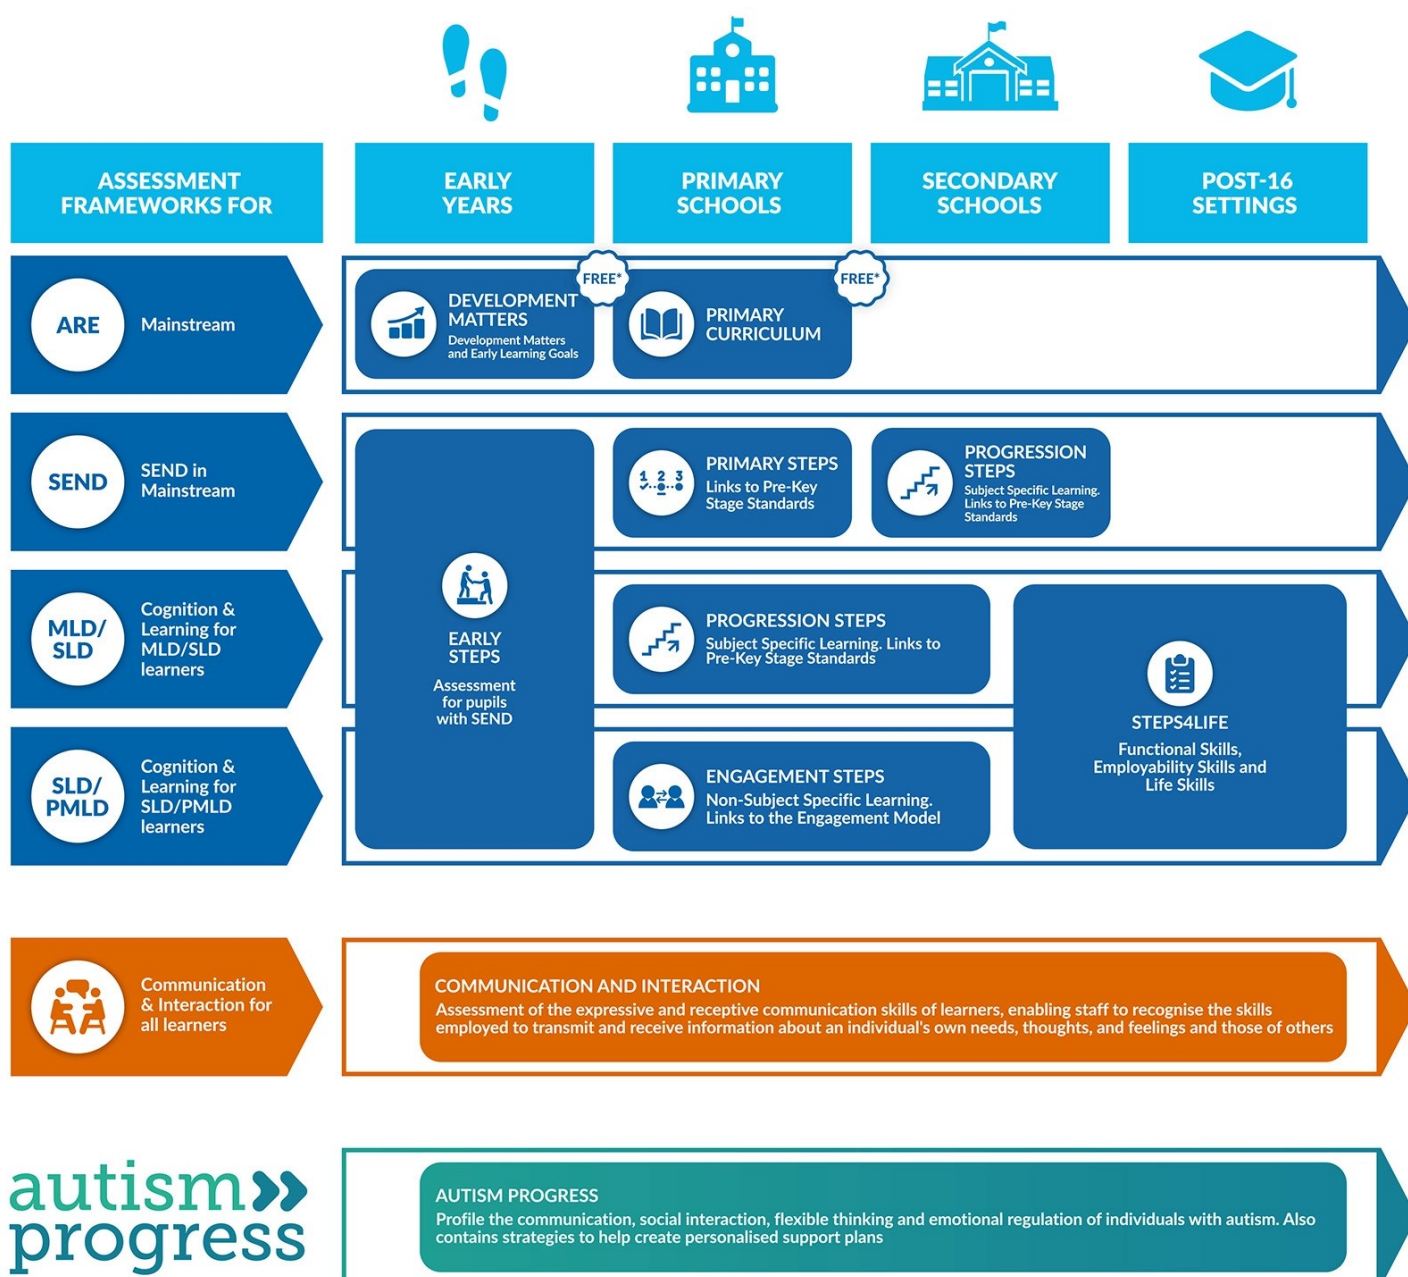 ASSESSMENT
FRAMEWORKS FOR
EARLY
YEARS
PRIMARY
SCHOOLS
SECONDARY
SCHOOLS
POST-16
SETTINGS
ARE
Mainstream
DEVELOPMENT
MATTERS
Development Matters
and Early Learning Goals
FREE*
PRIMARY
CURRICULUM
FREE*
SEND
SEND in
Mainstream
PRIMARY STEPS
Links to Pre-Key
Stage Standards
1 2 3
PROGRESSION
STEPS
Subject Specific Learning.
Links to Pre-Key Stage
Standards
EARLY
STEPS
Assessment
for pupils
with SEND
MLD/
SLD
Cognition &
Learning for
MLD/SLD
learners
PROGRESSION STEPS
Subject Specific Learning. Links to
Pre-Key Stage Standards
STEPS4LIFE
Functional Skills,
Employability Skills and
Life Skills
SLD/
PMLD
Cognition &
Learning for
SLD/PMLD
learners
ENGAGEMENT STEPS
Non-Subject Specific Learning.
Links to the Engagement Model
Communication
& Interaction for
all learners
COMMUNICATION AND INTERACTION
Assessment of the expressive and receptive communication skills of learners, enabling staff to recognise the skills
employed to transmit and receive information about an individual's own needs, thoughts, and feelings and those of others
autism
progress
AUTISM PROGRESS
Profile the communication, social interaction, flexible thinking and emotional regulation of individuals with autism. Also
contains strategies to help create personalised support plans